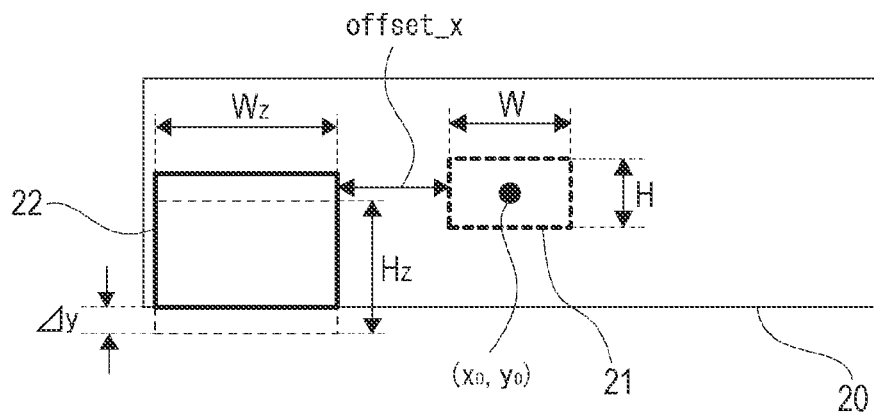 offset_x
Wz
W
22
H
Hz
⊿y
(x0, y0)
21
20